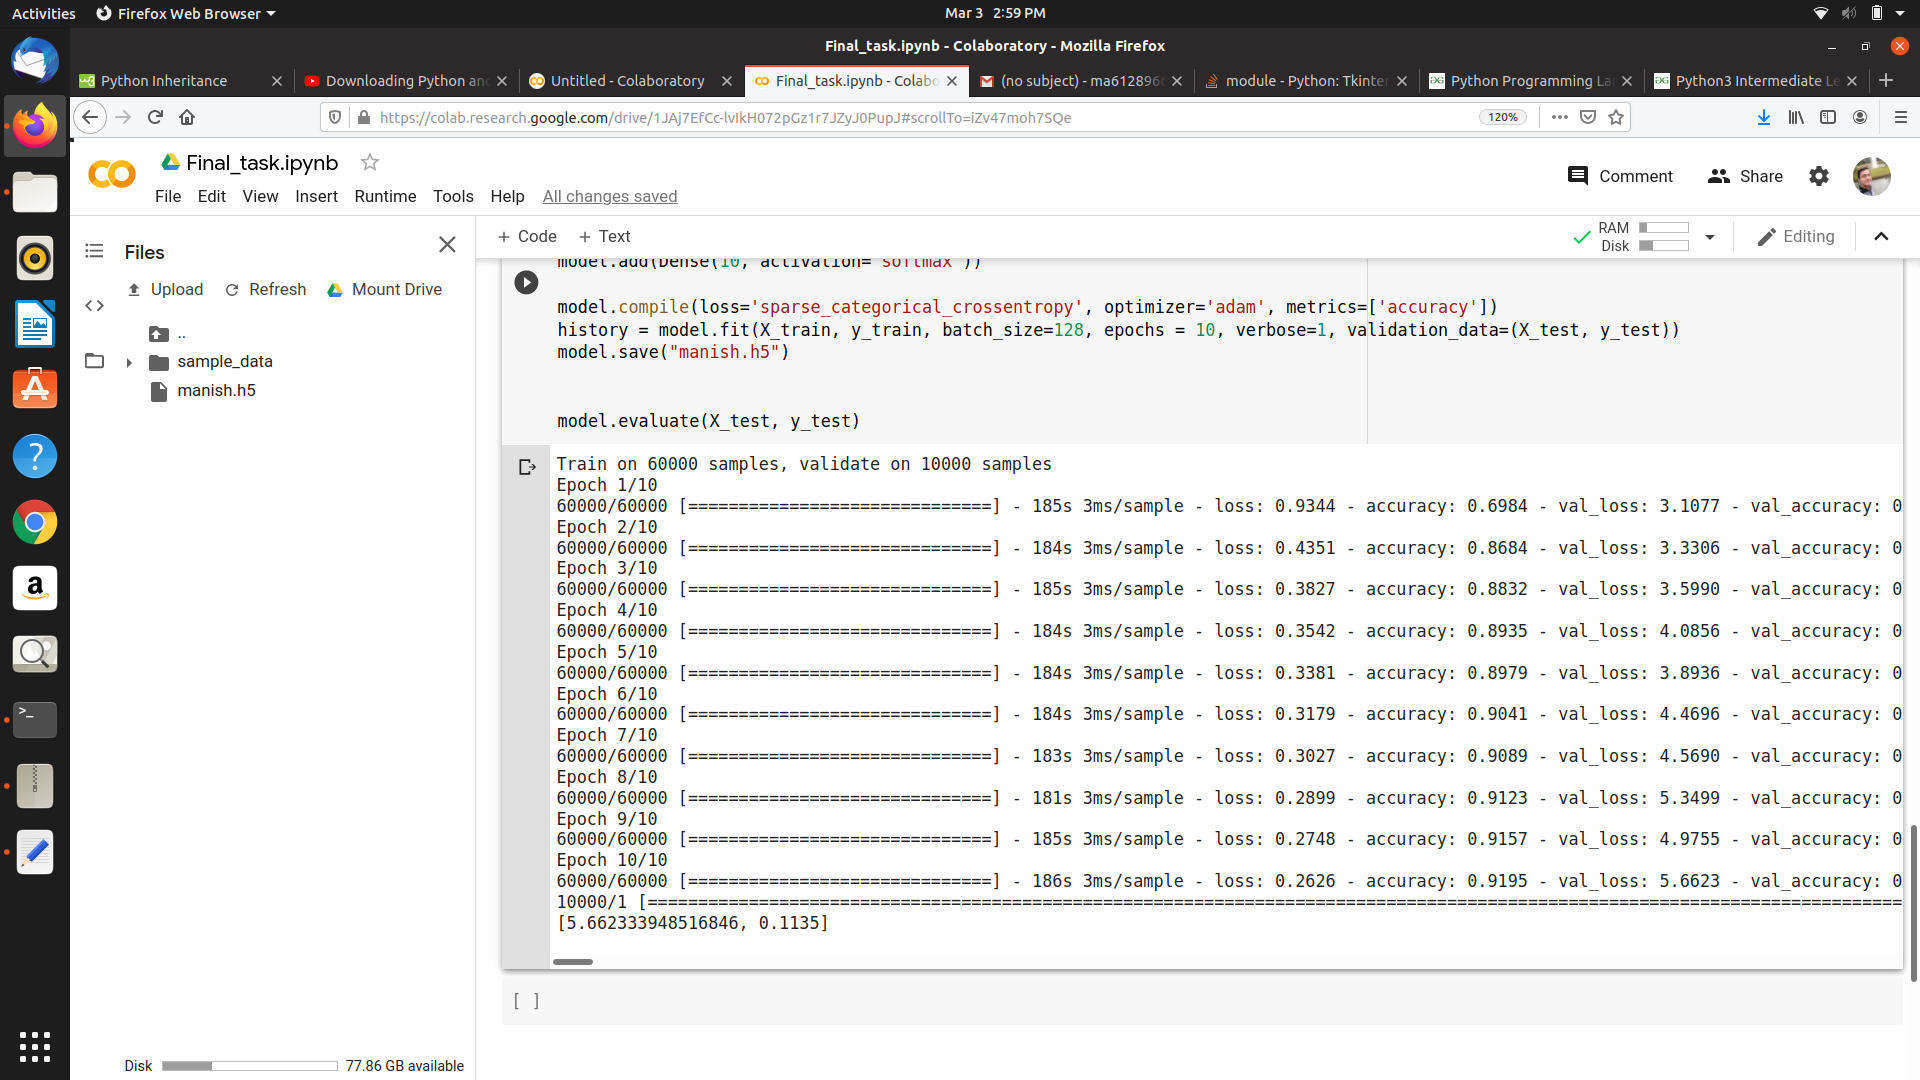 Activities
Firefox Web Browser
Mar 3 2:59 PM
Final_task.ipynb - Colaboratory - Mozilla Firefox
Python Inheritance
Downloading Python and
Untitled - Colaboratory
Final_task.ipynb - Colabo
(no subject) - ma612896
module - Python: Tkinter
Python Programming La
Python3 Intermediate Le
https://colab.research.google.com/drive/1JAj7EfCc-lvIkH072pGz1r7JZyJ0PupJ#scrollTo=iZv47moh7SQe
120%
Final_task.ipynb
File Edit View Insert Runtime Tools Help All changes saved
Comment
Share
Files
Upload
Refresh
Mount Drive
..
sample_data
manish.h5
Disk
77.86 GB available
+ Code + Text
RAM
Disk
Editing
model.add(Dense(10, activation='softmax'))
model.compile(loss='sparse_categorical_crossentropy', optimizer='adam', metrics=['accuracy'])
history = model.fit(X_train, y_train, batch_size=128, epochs = 10, verbose=1, validation_data=(X_test, y_test))
model.save("manish.h5")
model.evaluate(X_test, y_test)
Train on 60000 samples, validate on 10000 samples
Epoch 1/10
60000/60000 [==============================] - 185s 3ms/sample - loss: 0.9344 - accuracy: 0.6984 - val_loss: 3.1077 - val_accuracy: 0
Epoch 2/10
60000/60000 [==============================] - 184s 3ms/sample - loss: 0.4351 - accuracy: 0.8684 - val_loss: 3.3306 - val_accuracy: 0
Epoch 3/10
60000/60000 [==============================] - 185s 3ms/sample - loss: 0.3827 - accuracy: 0.8832 - val_loss: 3.5990 - val_accuracy: 0
Epoch 4/10
60000/60000 [==============================] - 184s 3ms/sample - loss: 0.3542 - accuracy: 0.8935 - val_loss: 4.0856 - val_accuracy: 0
Epoch 5/10
60000/60000 [==============================] - 184s 3ms/sample - loss: 0.3381 - accuracy: 0.8979 - val_loss: 3.8936 - val_accuracy: 0
Epoch 6/10
60000/60000 [==============================] - 184s 3ms/sample - loss: 0.3179 - accuracy: 0.9041 - val_loss: 4.4696 - val_accuracy: 0
Epoch 7/10
60000/60000 [==============================] - 183s 3ms/sample - loss: 0.3027 - accuracy: 0.9089 - val_loss: 4.5690 - val_accuracy: 0
Epoch 8/10
60000/60000 [==============================] - 181s 3ms/sample - loss: 0.2899 - accuracy: 0.9123 - val_loss: 5.3499 - val_accuracy: 0
Epoch 9/10
60000/60000 [==============================] - 185s 3ms/sample - loss: 0.2748 - accuracy: 0.9157 - val_loss: 4.9755 - val_accuracy: 0
Epoch 10/10
60000/60000 [==============================] - 186s 3ms/sample - loss: 0.2626 - accuracy: 0.9195 - val_loss: 5.6623 - val_accuracy: 0
10000/1 [============================================================================================================================
[5.662333948516846, 0.1135]
[ ]